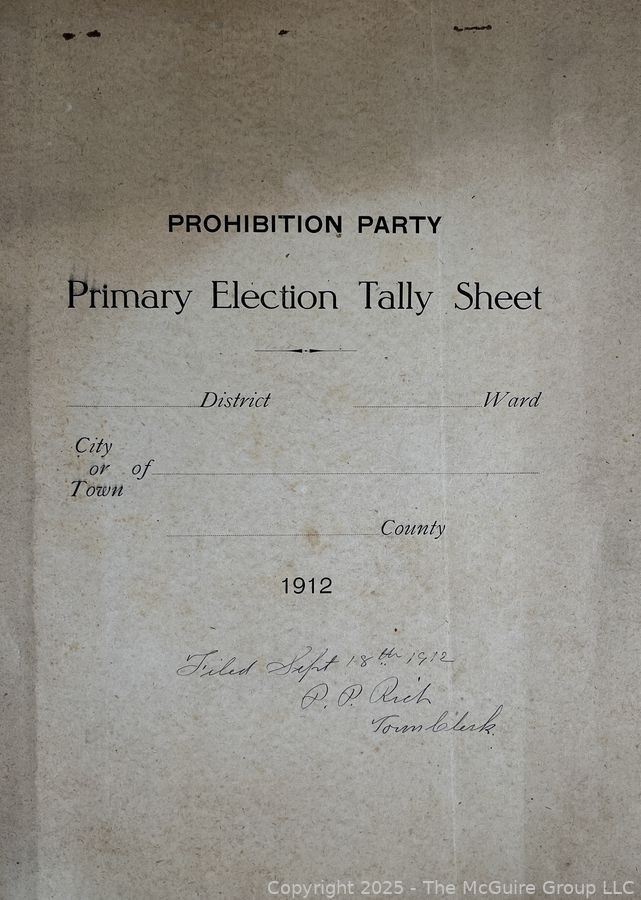 PROHIBITION PARTY
Primary Election Tally Sheet
District Ward
City
or of
Town
County
1912
Filed Sept 18th 1912
P. P. Rich
Town Clerk.
Copyright 2025 - The McGuire Group LLC